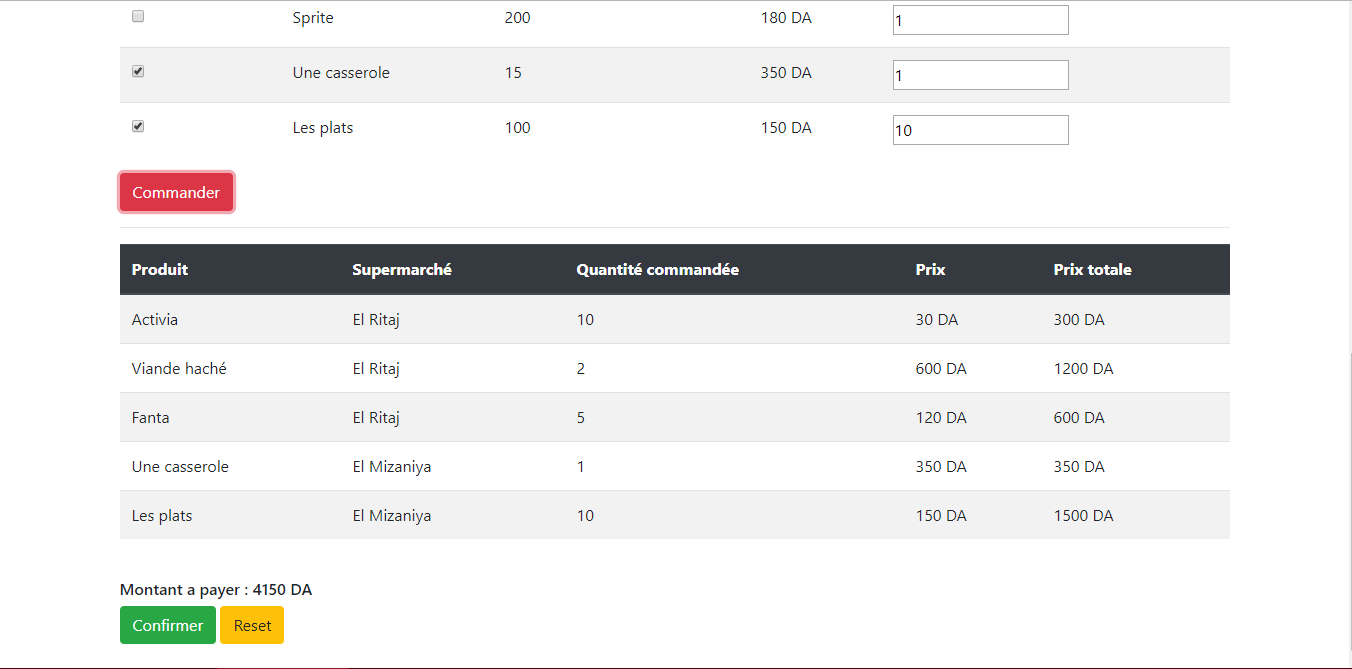 Sprite 200 180 DA 1
Une casserole 15 350 DA 1
Les plats 100 150 DA 10
Commander
Produit Supermarché Quantité commandée Prix Prix totale
Activia El Ritaj 10 30 DA 300 DA
Viande haché El Ritaj 2 600 DA 1200 DA
Fanta El Ritaj 5 120 DA 600 DA
Une casserole El Mizaniya 1 350 DA 350 DA
Les plats El Mizaniya 10 150 DA 1500 DA
Montant a payer : 4150 DA
Confirmer Reset